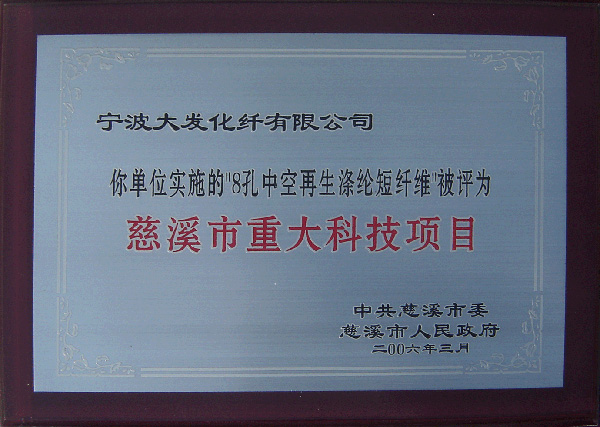 宁波大发化纤有限公司
你单位实施的"8孔中空再生涤纶短纤维"被评为
慈溪市重大科技项目
中共慈溪市委
慈溪市人民政府
二00六年三月